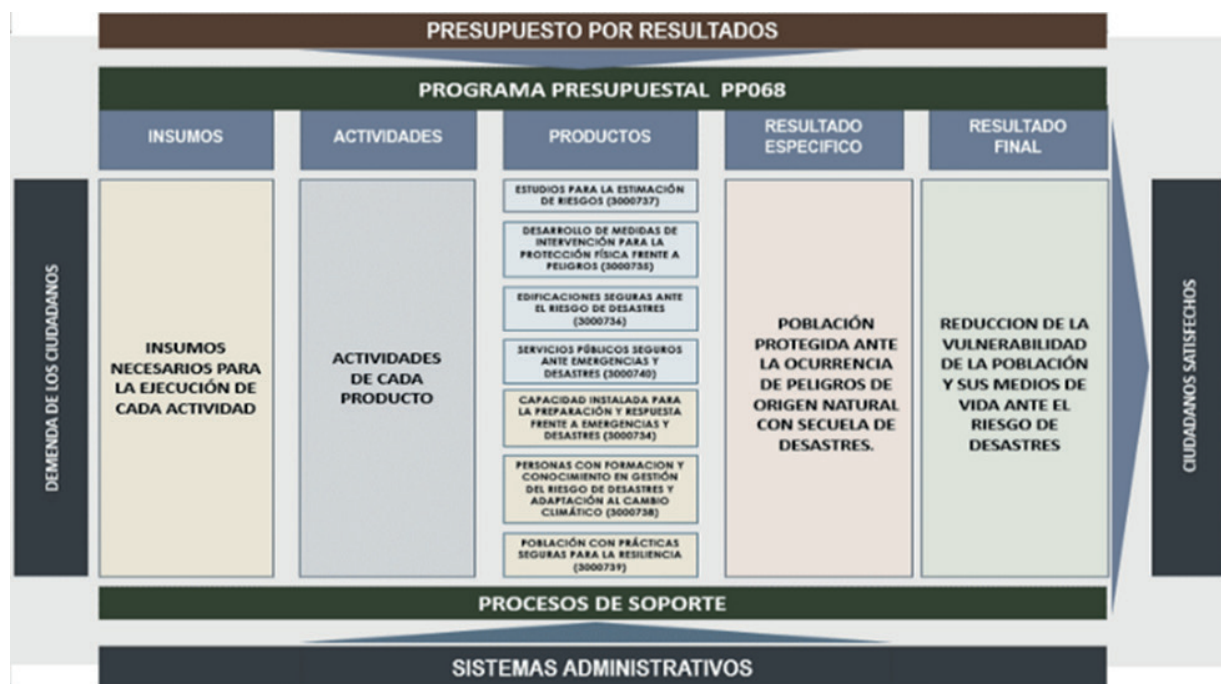 PRESUPUESTO POR RESULTADOS
PROGRAMA PRESUPUESTAL PP068
INSUMOS
ACTIVIDADES
PRODUCTOS
RESULTADO
ESPECIFICO
RESULTADO
FINAL
DEMENDA DE LOS CIUDADANOS
INSUMOS
NECESARIOS PARA
LA EJECUCIÓN DE
CADA ACTIVIDAD
ACTIVIDADES
DE CADA
PRODUCTO
ESTUDIOS PARA LA ESTIMACIÓN
DE RIESGOS (3000737)
DESARROLLO DE MEDIDAS DE
INTERVENCIÓN PARA LA
PROTECCIÓN FÍSICA FRENTE A
PELIGROS (3000735)
EDIFICACIONES SEGURAS ANTE
EL RIESGO DE DESASTRES
(3000736)
SERVICIOS PÚBLICOS SEGUROS
ANTE EMERGENCIAS Y
DESASTRES (3000740)
CAPACIDAD INSTALADA PARA
LA PREPARACIÓN Y RESPUESTA
FRENTE A EMERGENCIAS Y
DESASTRES (3000734)
PERSONAS CON FORMACION Y
CONOCIMIENTO EN GESTIÓN
DEL RIESGO DE DESASTRES Y
ADAPTACIÓN AL CAMBIO
CLIMÁTICO (3000738)
POBLACIÓN CON PRÁCTICAS
SEGURAS PARA LA RESILIENCIA
(3000739)
POBLACIÓN
PROTEGIDA ANTE
LA OCURRENCIA
DE PELIGROS DE
ORIGEN NATURAL
CON SECUELA DE
DESASTRES.
REDUCCION DE LA
VULNERABILIDAD
DE LA POBLACIÓN
Y SUS MEDIOS DE
VIDA ANTE EL
RIESGO DE
DESASTRES
CIUDADANOS SATISFECHOS
PROCESOS DE SOPORTE
SISTEMAS ADMINISTRATIVOS